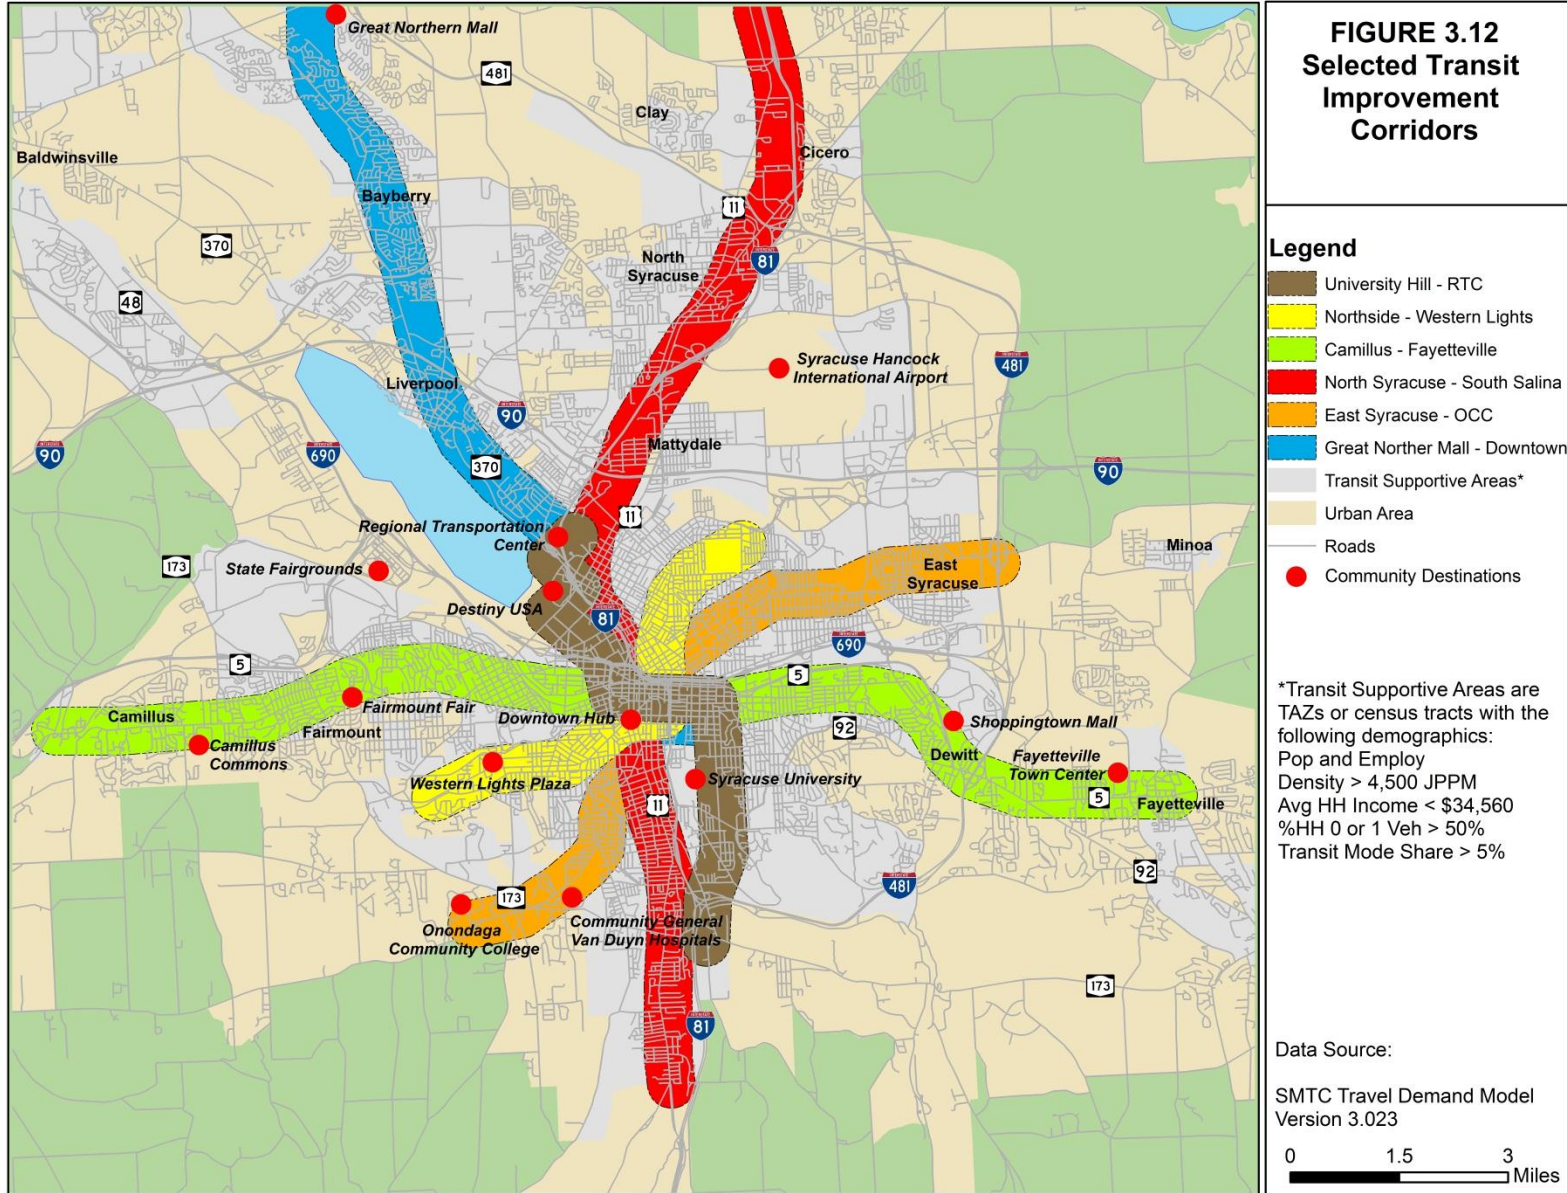 FIGURE 3.12
Selected Transit
Improvement
Corridors
Legend
University Hill - RTC
Northside - Western Lights
Camillus - Fayetteville
North Syracuse - South Salina
East Syracuse - OCC
Great Norther Mall - Downtown
Transit Supportive Areas*
Urban Area
Roads
Community Destinations
*Transit Supportive Areas are
TAZs or census tracts with the
following demographics:
Pop and Employ
Density > 4,500 JPPM
Avg HH Income < $34,560
%HH 0 or 1 Veh > 50%
Transit Mode Share > 5%
Data Source:
SMTC Travel Demand Model
Version 3.023
0 1.5 3
Miles
Great Northern Mall
481
Clay
Baldwinsville
Cicero
Bayberry
11
370
North
Syracuse
81
48
Syracuse Hancock
International Airport
481
Liverpool
90
Mattydale
90
690
370
90
11
Regional Transportation
Center
Minoa
173
State Fairgrounds
East
Syracuse
Destiny USA
81
690
5
5
Camillus
Fairmount Fair
Downtown Hub
Shoppingtown Mall
92
Fairmount
Camillus
Commons
Dewitt
Fayetteville
Town Center
Western Lights Plaza
Syracuse University
11
5
Fayetteville
92
481
173
Onondaga
Community College
Community General
Van Duyn Hospitals
173
81